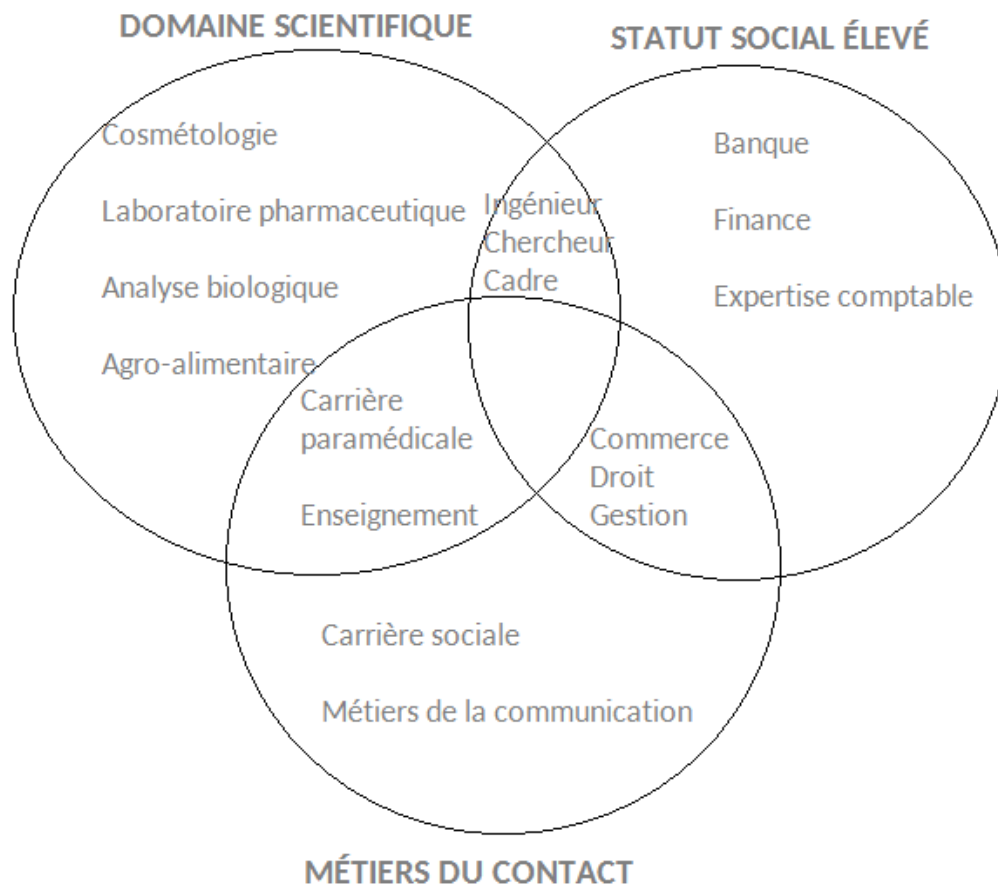 DOMAINE SCIENTIFIQUE
STATUT SOCIAL ÉLEVÉ
Cosmétologie
Laboratoire pharmaceutique
Analyse biologique
Agro-alimentaire
Ingénieur
Chercheur
Cadre
Banque
Finance
Expertise comptable
Carrière
paramédicale
Enseignement
Commerce
Droit
Gestion
Carrière sociale
Métiers de la communication
MÉTIERS DU CONTACT